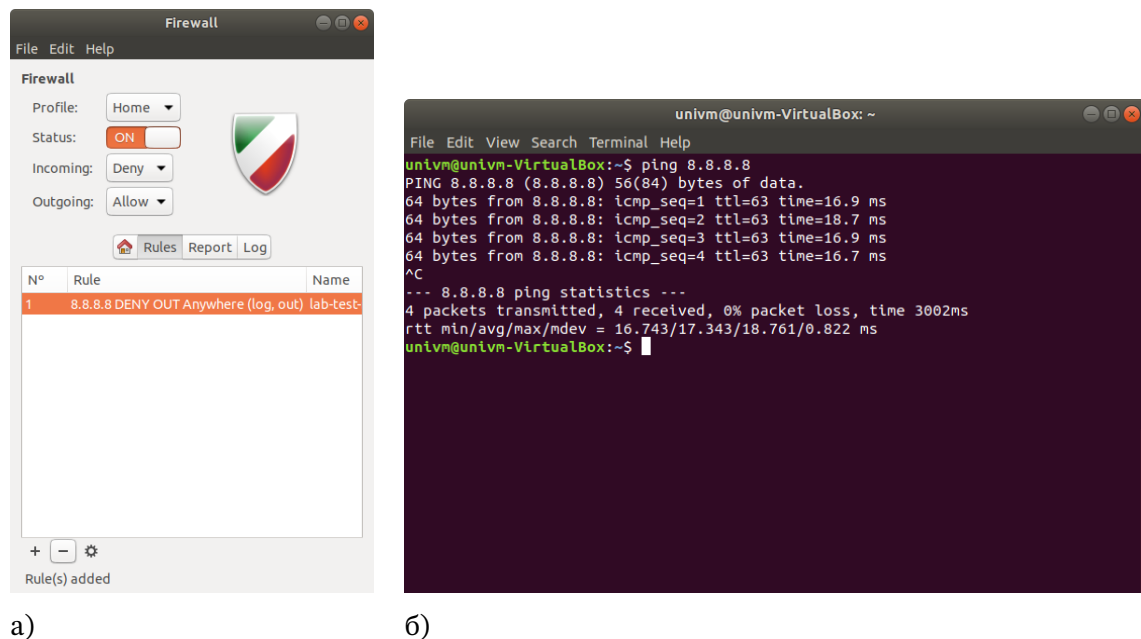 Firewall
File Edit Help
Firewall
Profile: Home
Status: ON
Incoming: Deny
Outgoing: Allow
Rules Report Log
N° Rule Name
1 8.8.8.8 DENY OUT Anywhere (log, out) lab-test-
+ − 
Rule(s) added
а)
univm@univm-VirtualBox: ~
File Edit View Search Terminal Help
univm@univm-VirtualBox:~$ ping 8.8.8.8
PING 8.8.8.8 (8.8.8.8) 56(84) bytes of data.
64 bytes from 8.8.8.8: icmp_seq=1 ttl=63 time=16.9 ms
64 bytes from 8.8.8.8: icmp_seq=2 ttl=63 time=18.7 ms
64 bytes from 8.8.8.8: icmp_seq=3 ttl=63 time=16.9 ms
64 bytes from 8.8.8.8: icmp_seq=4 ttl=63 time=16.7 ms
^C
--- 8.8.8.8 ping statistics ---
4 packets transmitted, 4 received, 0% packet loss, time 3002ms
rtt min/avg/max/mdev = 16.743/17.343/18.761/0.822 ms
univm@univm-VirtualBox:~$
б)